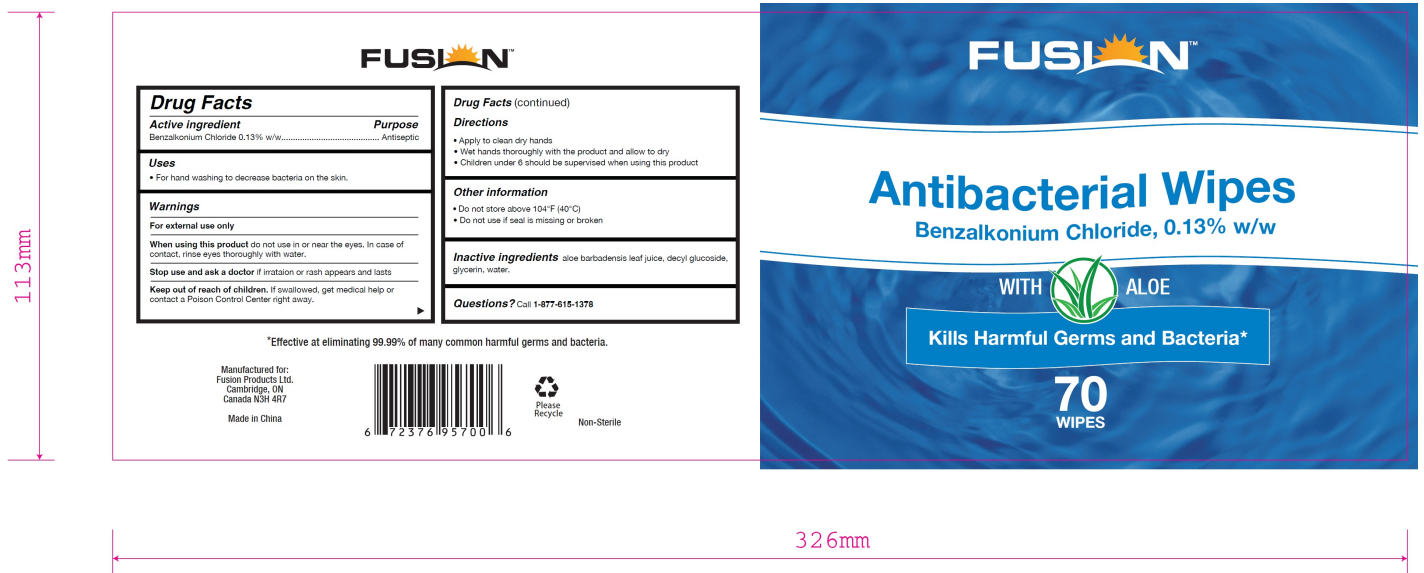 113mm
FUSION™
Drug Facts
Active ingredient Purpose
Benzalkonium Chloride 0.13% w/w........................................ Antiseptic
Uses
• For hand washing to decrease bacteria on the skin.
Warnings
For external use only
When using this product do not use in or near the eyes. In case of
contact, rinse eyes thoroughly with water.
Stop use and ask a doctor if irrataion or rash appears and lasts
Keep out of reach of children. If swallowed, get medical help or
contact a Poison Control Center right away.
Drug Facts (continued)
Directions
• Apply to clean dry hands
• Wet hands thoroughly with the product and allow to dry
• Children under 6 should be supervised when using this product
Other information
• Do not store above 104°F (40°C)
• Do not use if seal is missing or broken
Inactive ingredients aloe barbadensis leaf juice, decyl glucoside,
glycerin, water.
Questions? Call 1-877-615-1378
*Effective at eliminating 99.99% of many common harmful germs and bacteria.
Manufactured for:
Fusion Products Ltd.
Cambridge, ON
Canada N3H 4R7
Made in China
6 72376 95700 6
Please
Recycle
Non-Sterile
FUSION™
Antibacterial Wipes
Benzalkonium Chloride, 0.13% w/w
WITH ALOE
Kills Harmful Germs and Bacteria*
70
WIPES
326mm